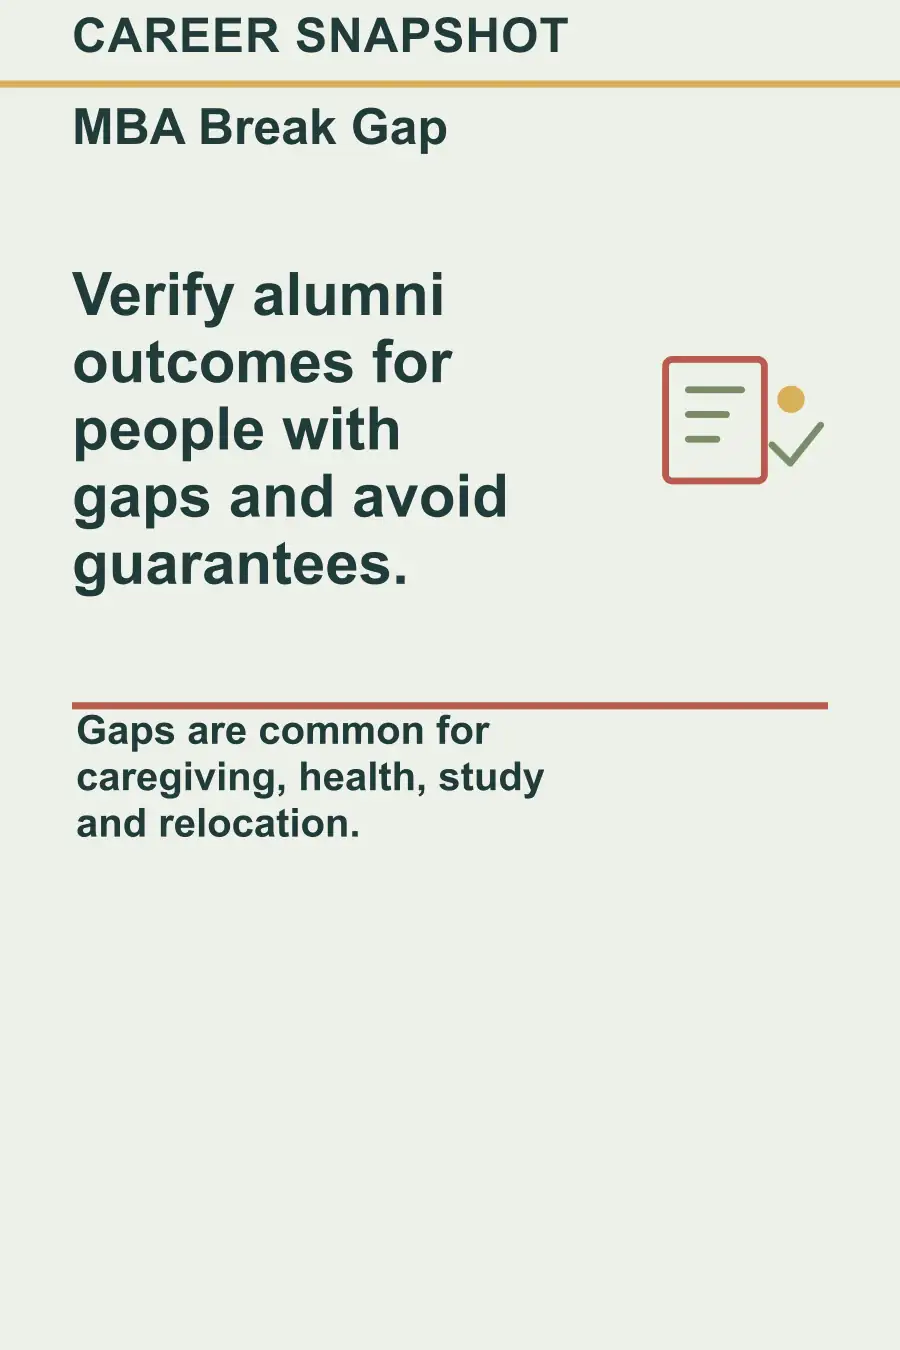 CAREER SNAPSHOT
MBA Break Gap
Verify alumni
outcomes for
people with
gaps and avoid
guarantees.
Gaps are common for
caregiving, health, study
and relocation.